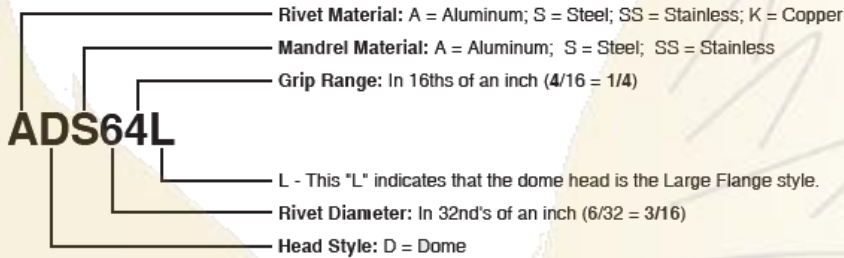 Rivet Material: A = Aluminum; S = Steel; SS = Stainless; K = Copper
Mandrel Material: A = Aluminum; S = Steel; SS = Stainless
Grip Range: In 16ths of an inch (4/16 = 1/4)
ADS64L
L - This "L" indicates that the dome head is the Large Flange style.
Rivet Diameter: In 32nd's of an inch (6/32 = 3/16)
Head Style: D = Dome